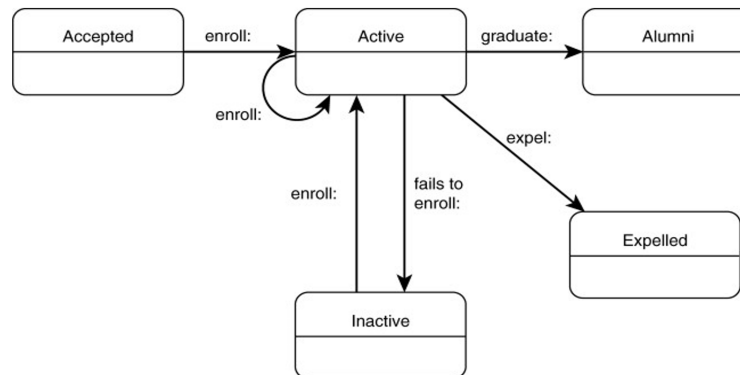 Accepted
enroll:
Active
graduate:
Alumni
enroll:
expel:
enroll:
fails to
enroll:
Expelled
Inactive